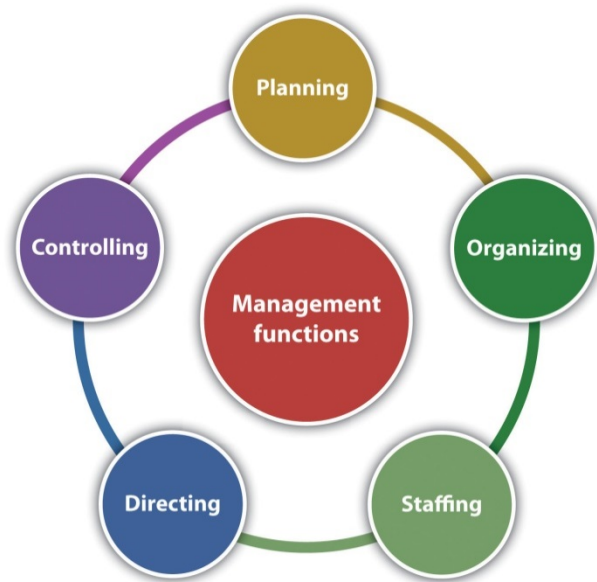 Planning
Controlling
Organizing
Management
functions
Directing
Staffing